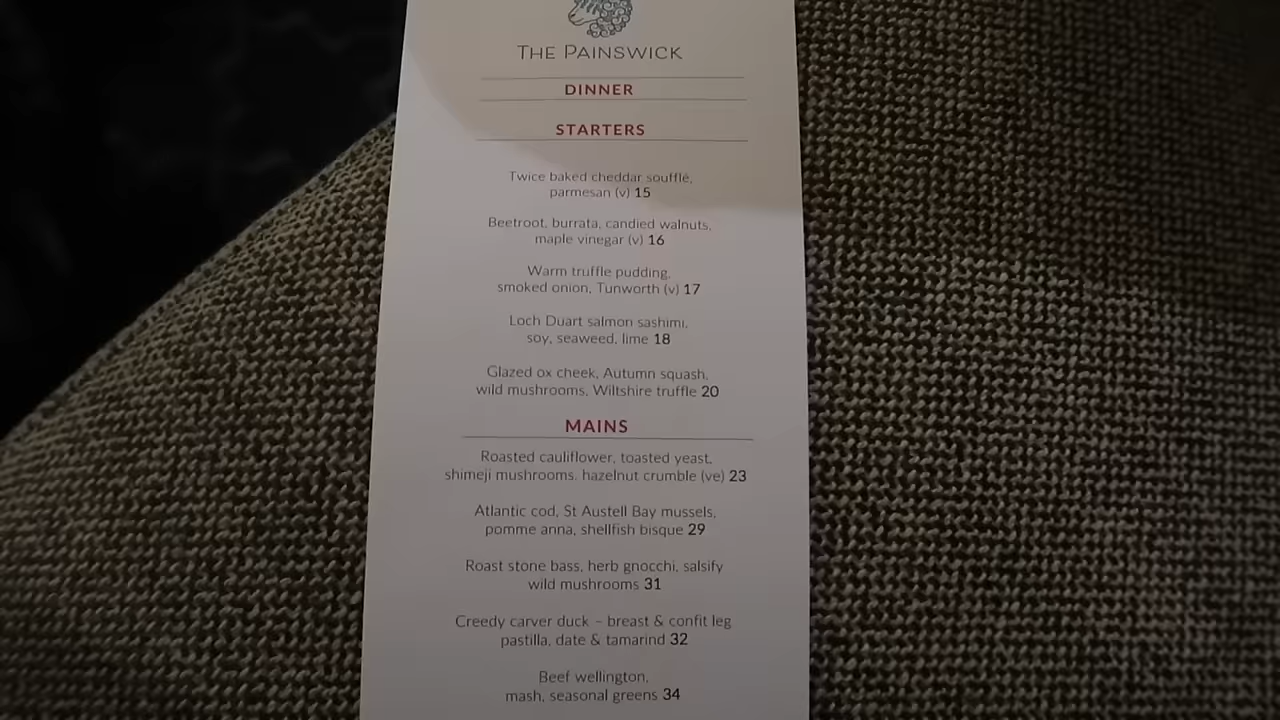 THE PAINSWICK
DINNER
STARTERS
Twice baked cheddar soufflé,
parmesan (v) 15
Beetroot, burrata, candied walnuts,
maple vinegar (v) 16
Warm truffle pudding,
smoked onion, Tunworth (v) 17
Loch Duart salmon sashimi,
soy, seaweed, lime 18
Glazed ox cheek, Autumn squash,
wild mushrooms, Wiltshire truffle 20
MAINS
Roasted cauliflower, toasted yeast,
shimeji mushrooms, hazelnut crumble (ve) 23
Atlantic cod, St Austell Bay mussels,
pomme anna, shellfish bisque 29
Roast stone bass, herb gnocchi, salsify
wild mushrooms 31
Creedy carver duck – breast & confit leg
pastilla, date & tamarind 32
Beef wellington,
mash, seasonal greens 34